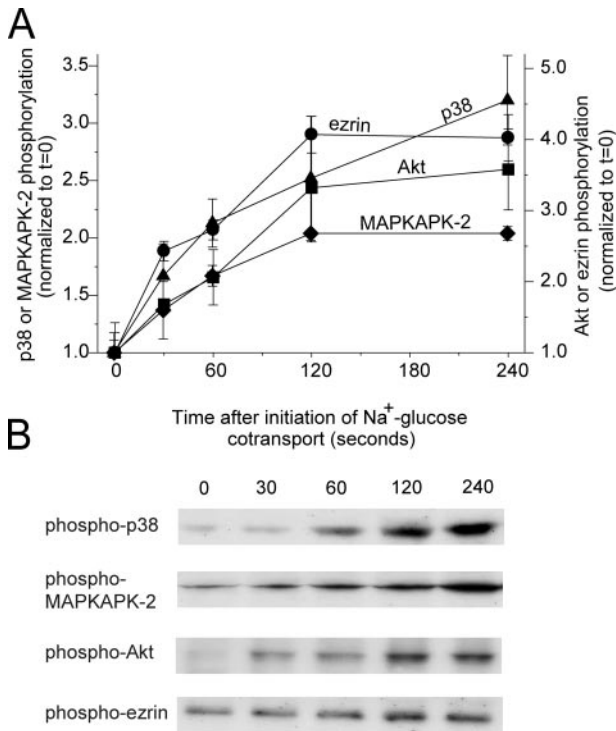 A
p38 or MAPKAPK-2 phosphorylation
(normalized to t=0)
3.5
3.0
2.5
2.0
1.5
1.0
ezrin
p38
Akt
MAPKAPK-2
5.0
4.0
3.0
2.0
1.0
Akt or ezrin phosphorylation
(normalized to t=0)
0 60 120 180 240
Time after initiation of Na+-glucose
cotransport (seconds)
B
0 30 60 120 240
phospho-p38
phospho-
MAPKAPK-2
phospho-Akt
phospho-ezrin